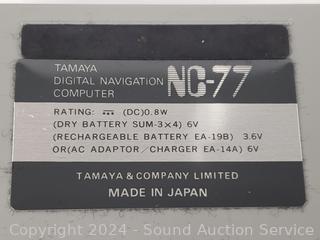 TAMAYA
DIGITAL NAVIGATION
COMPUTER
NC-77
RATING: ⎓ (DC)0.8W
(DRY BATTERY SUM-3×4) 6V
(RECHARGEABLE BATTERY EA-19B) 3.6V
OR(AC ADAPTOR／CHARGER EA-14A) 6V
TAMAYA & COMPANY LIMITED
MADE IN JAPAN
Copyright 2024 - Sound Auction Service